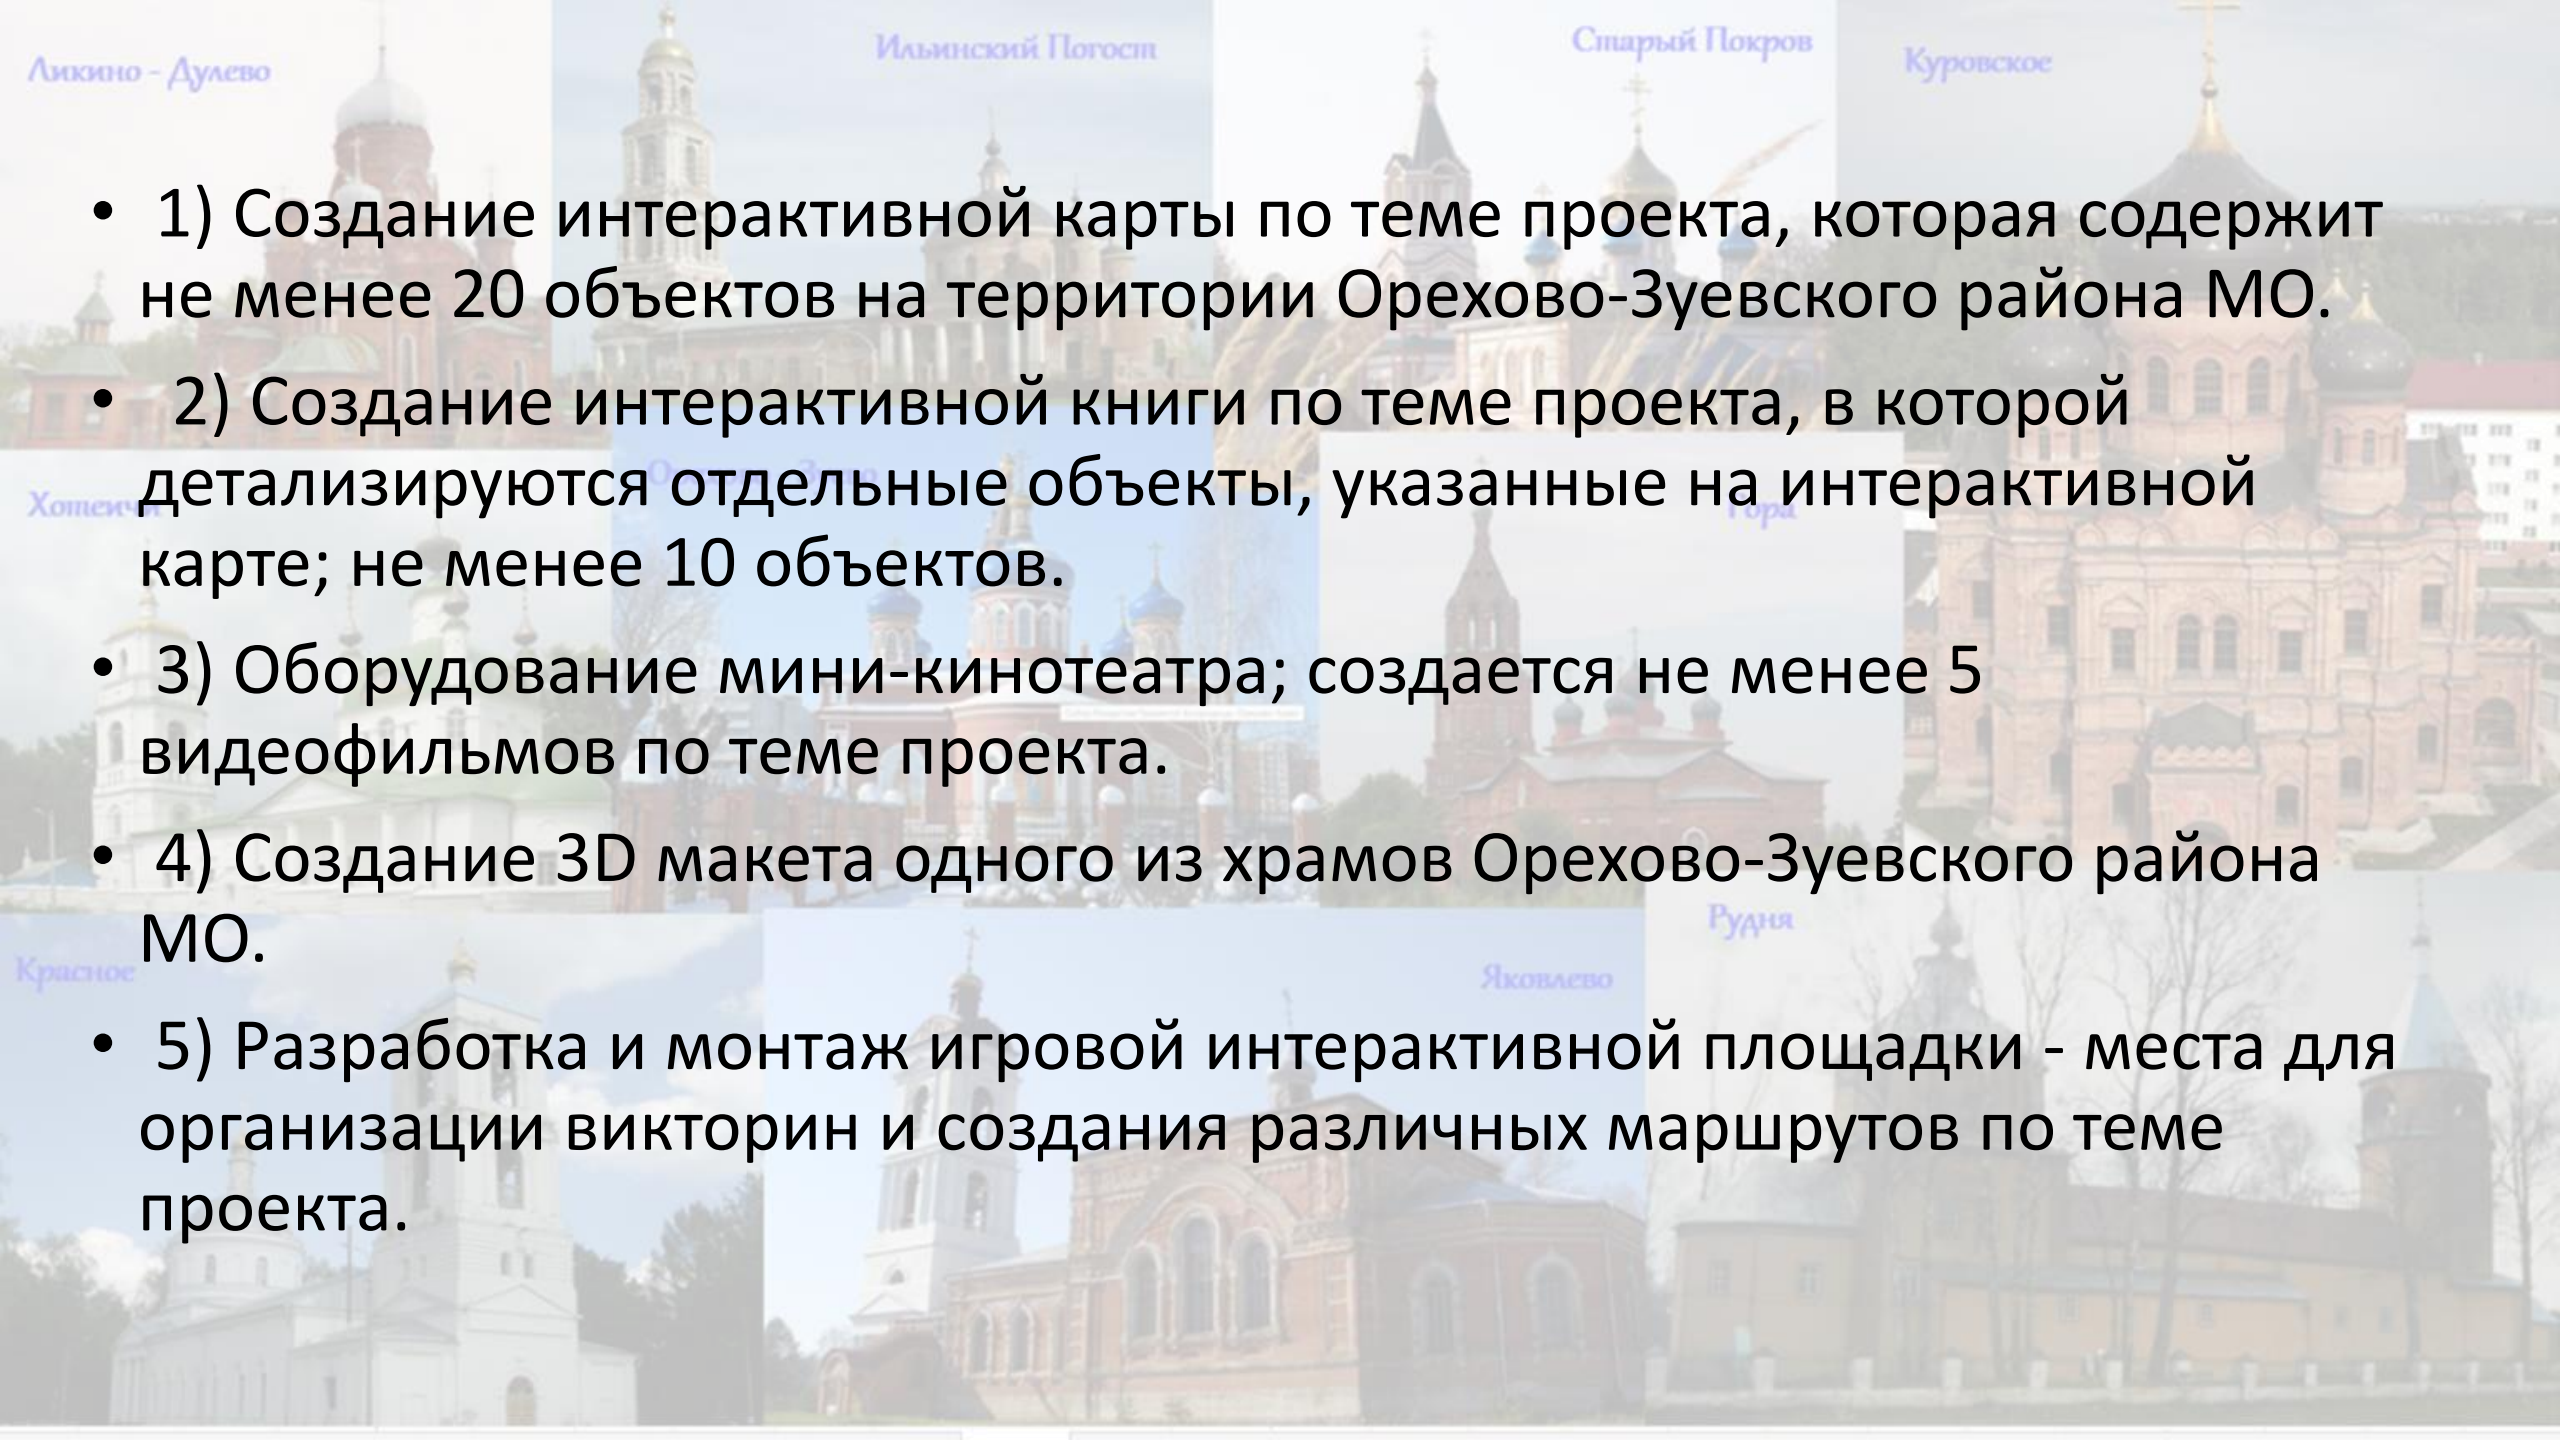 Ликино - Дулево
Ильинский Погост
Старый Покров
Куровское
• 1) Создание интерактивной карты по теме проекта, которая содержит
не менее 20 объектов на территории Орехово-Зуевского района МО.
• 2) Создание интерактивной книги по теме проекта, в которой
детализируются отдельные объекты, указанные на интерактивной
карте; не менее 10 объектов.
Хотеичи
Гора
• 3) Оборудование мини-кинотеатра; создается не менее 5
видеофильмов по теме проекта.
• 4) Создание 3D макета одного из храмов Орехово-Зуевского района
МО.
Рудня
Красное
Яковлево
• 5) Разработка и монтаж игровой интерактивной площадки - места для
организации викторин и создания различных маршрутов по теме
проекта.